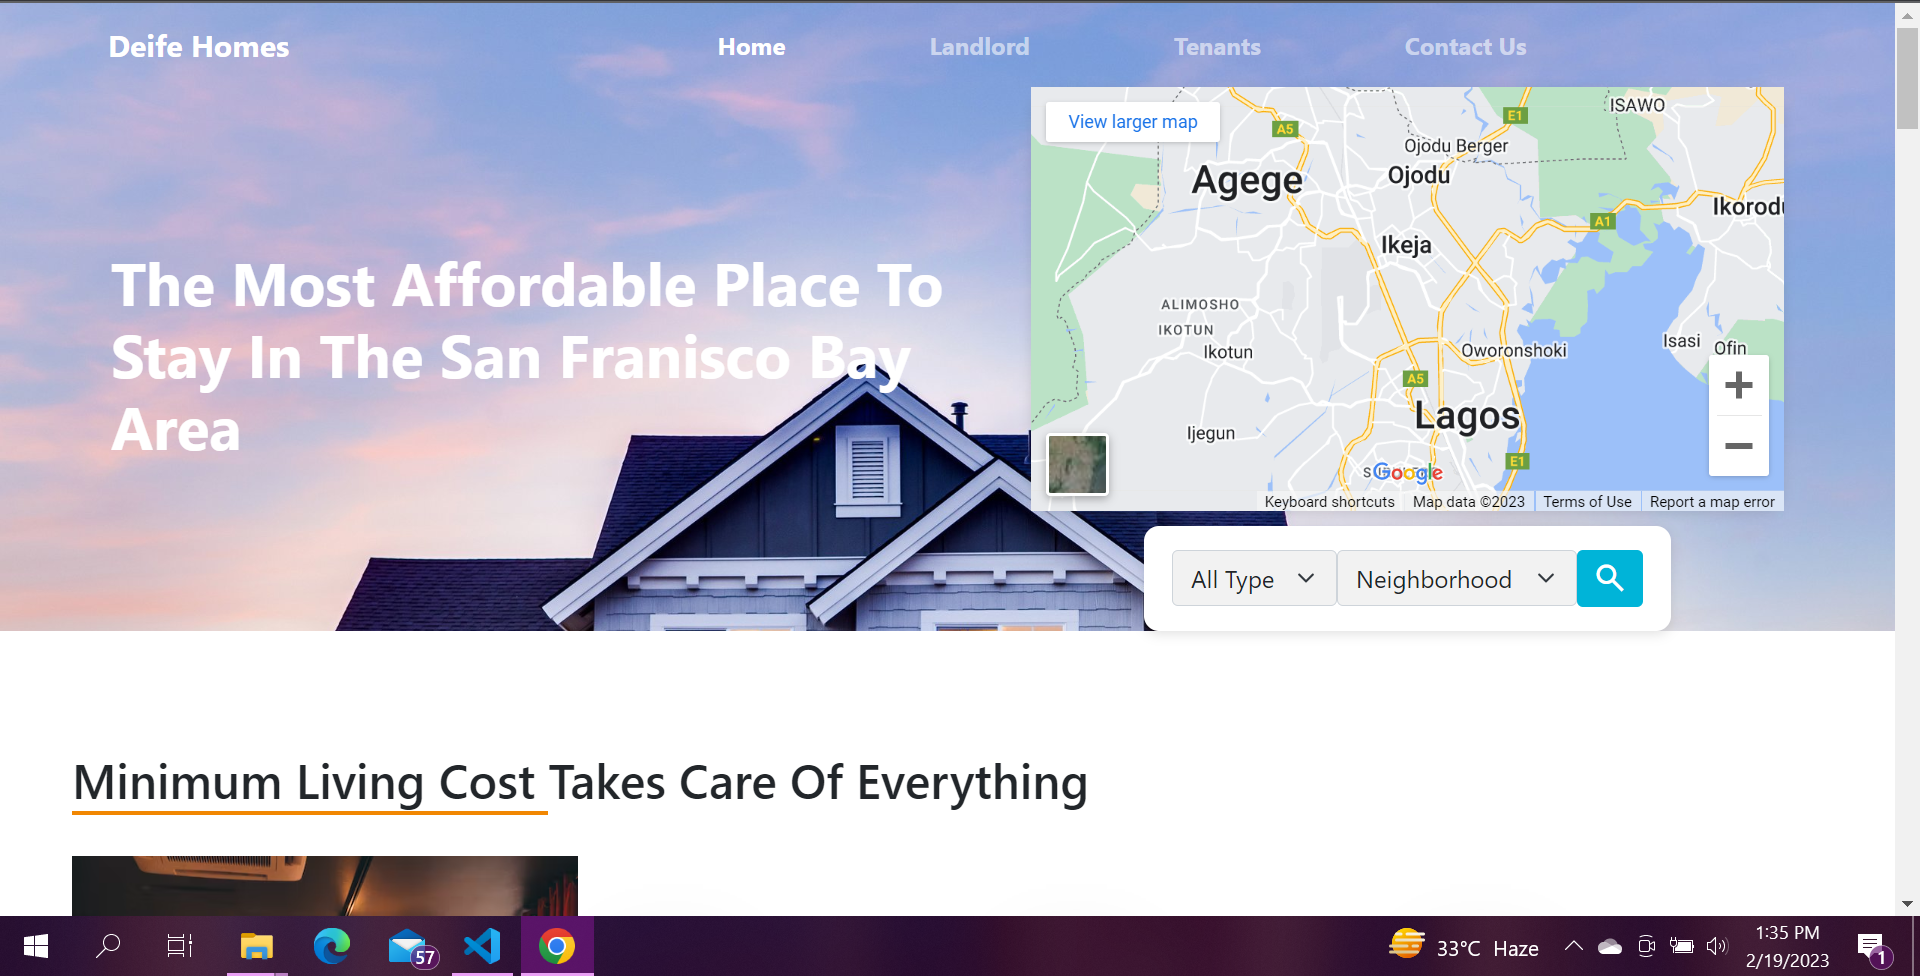 Deife Homes
Home
Landlord
Tenants
Contact Us
The Most Affordable Place To
Stay In The San Franisco Bay
Area
View larger map
ISAWO
E1
A5
Ojodu Berger
Agege
Ojodu
Ikorodu
A1
Ikeja
ALIMOSHO
IKOTUN
Ikotun
Oworonshoki
Isasi
Ofin
A5
Lagos
Ijegun
E1
Google
Keyboard shortcuts
Map data ©2023
Terms of Use
Report a map error
All Type
Neighborhood
Minimum Living Cost Takes Care Of Everything
57
33°C Haze
1:35 PM
2/19/2023
1